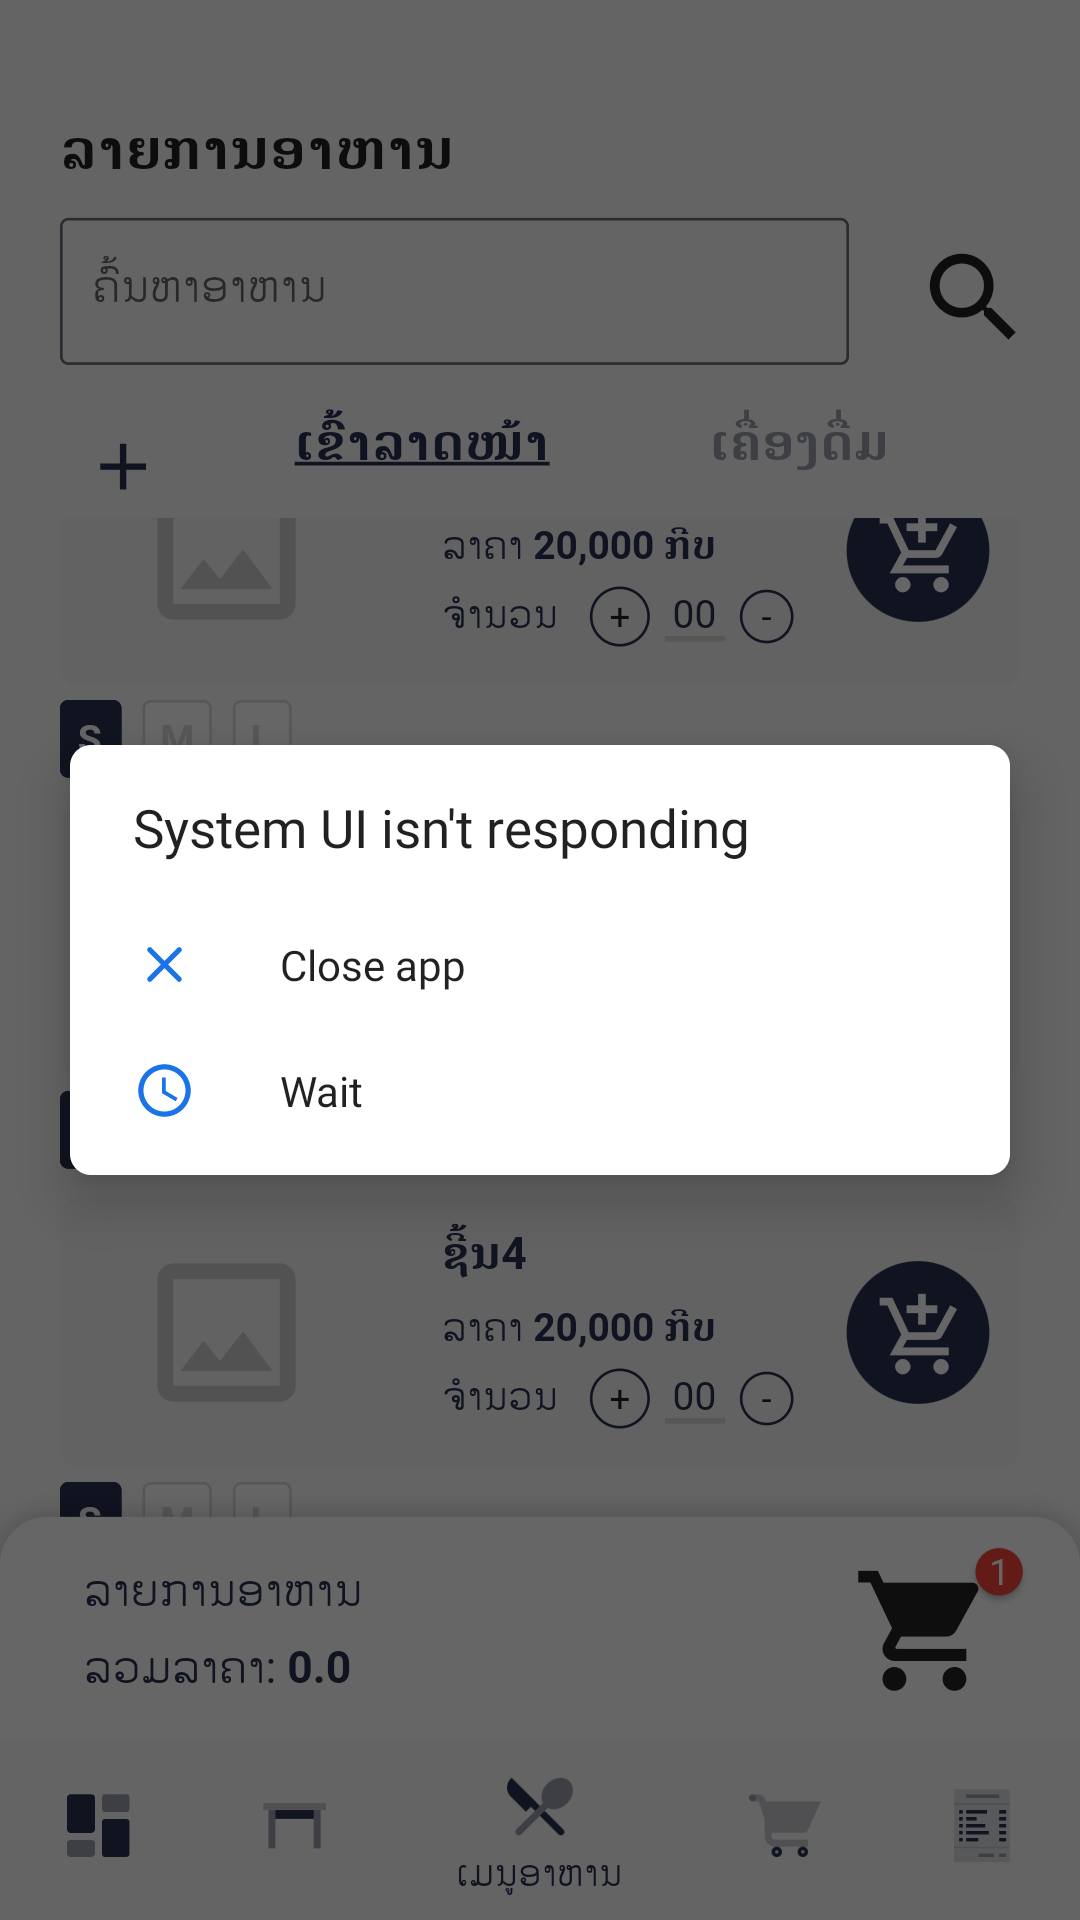 ລາຍການອາຫານ
ຄົ້ນຫາອາຫານ
ເຂົ້າລາດໜ້າ ເຄື່ອງດື່ມ
ລາຄາ 20,000 ກີບ
ຈຳນວນ + 00 -
S M L
System UI isn't responding
Close app
Wait
ຊີ້ນ4
ລາຄາ 20,000 ກີບ
ຈຳນວນ + 00 -
S M L
ລາຍການອາຫານ
1
ລວມລາຄາ: 0.0
ເມນູອາຫານ